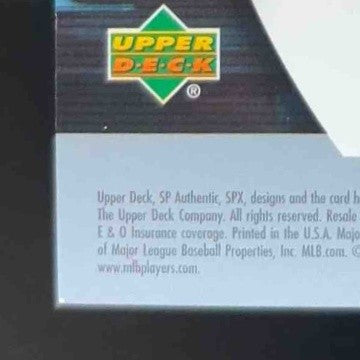 UPPER
D·E·C·K
®
Upper Deck, SP Authentic, SPX, designs and the card h
The Upper Deck Company. All rights reserved. Resale
E & O Insurance coverage. Printed in the U.S.A. Majo
of Major League Baseball Properties, Inc. MLB.com. ©
www.mlbplayers.com.